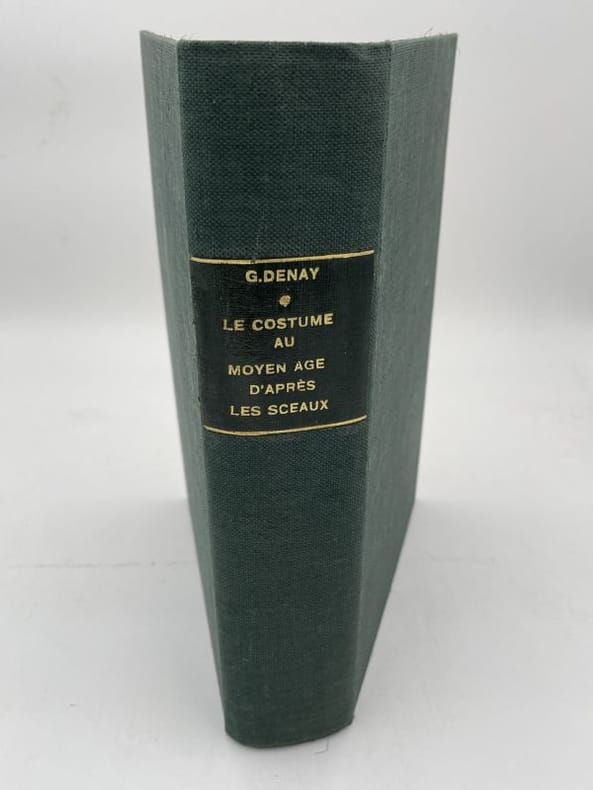 G.DENAY
LE COSTUME
AU
MOYEN AGE
D'APRÈS
LES SCEAUX